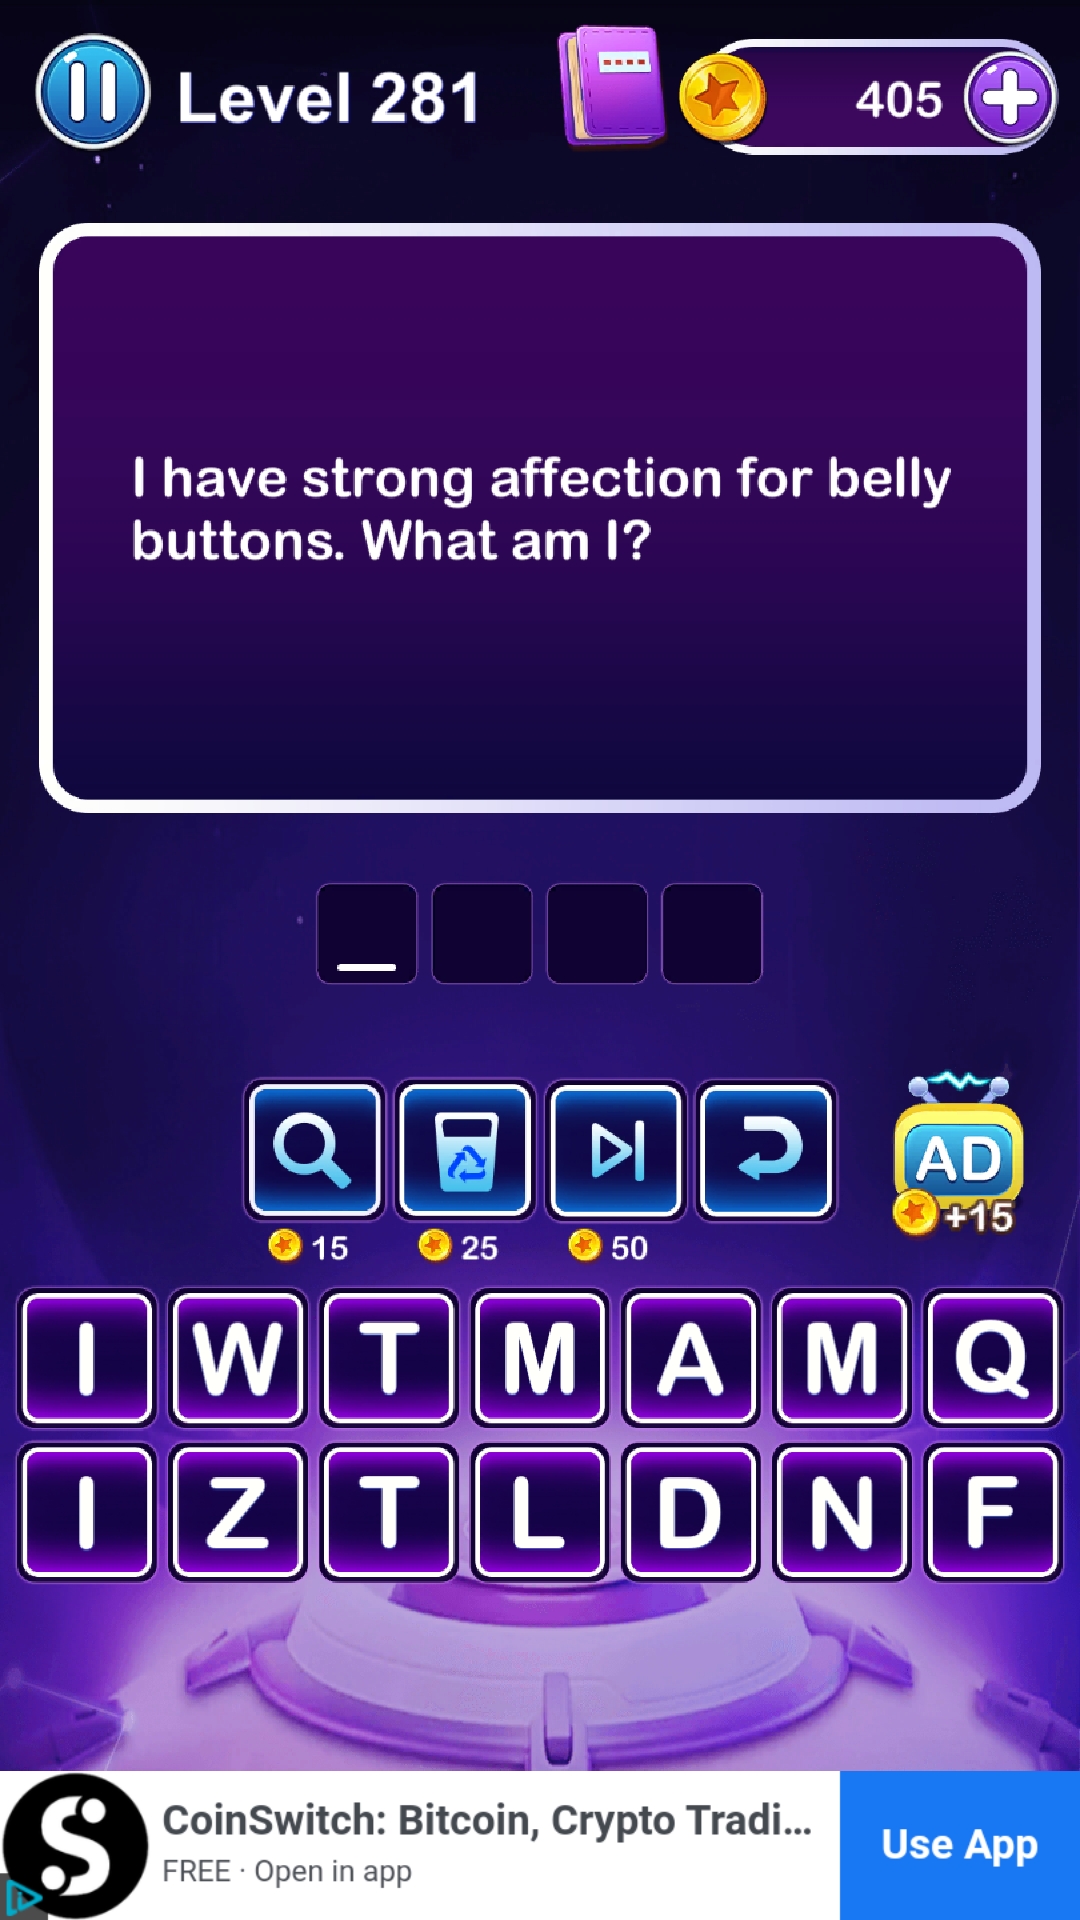 Level 281
405
I have strong affection for belly
buttons. What am I?
AD
+15
15 25 50
I W T M A M Q
I Z T L D N F
CoinSwitch: Bitcoin, Crypto Tradi...
FREE · Open in app
Use App